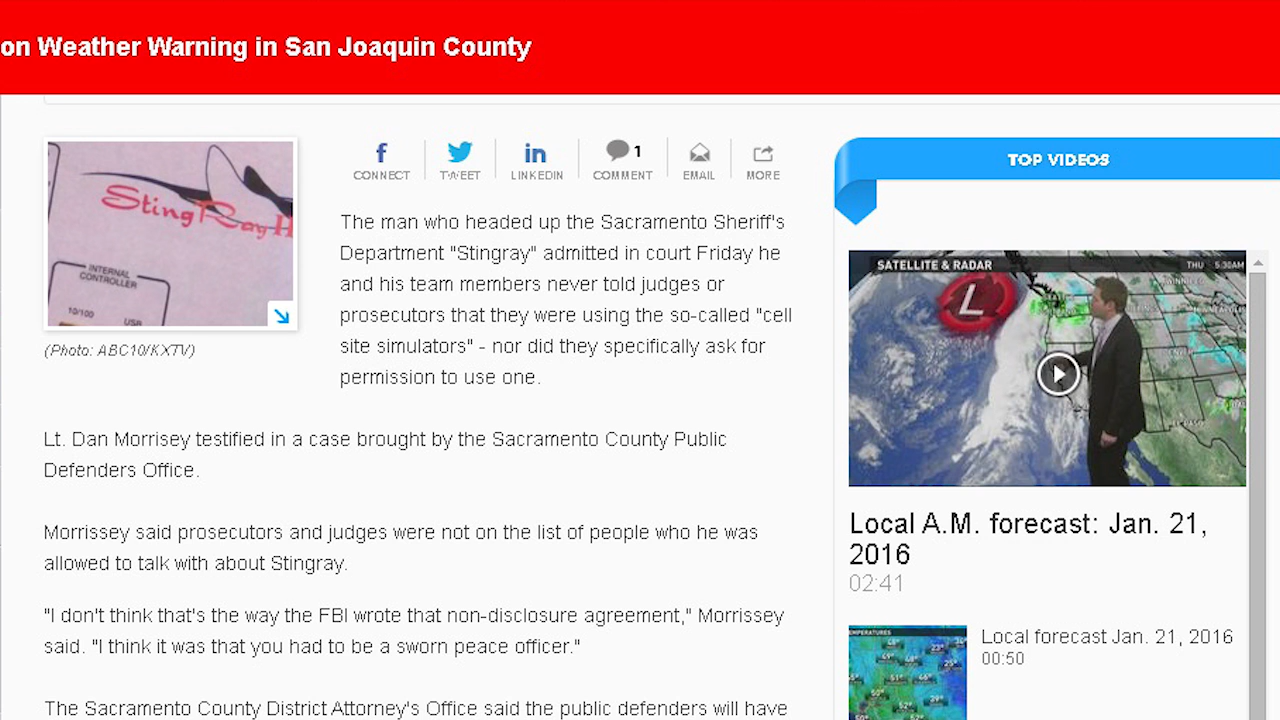 on Weather Warning in San Joaquin County
StingRay
INTERNAL
CONTROLLER
10/100
USB
(Photo: ABC10/KXTV)
1
CONNECT
TWEET
LINKEDIN
COMMENT
EMAIL
MORE
The man who headed up the Sacramento Sheriff's
Department "Stingray" admitted in court Friday he
and his team members never told judges or
prosecutors that they were using the so-called "cell
site simulators" - nor did they specifically ask for
permission to use one.
Lt. Dan Morrisey testified in a case brought by the Sacramento County Public
Defenders Office.
Morrissey said prosecutors and judges were not on the list of people who he was
allowed to talk with about Stingray.
"I don't think that's the way the FBI wrote that non-disclosure agreement," Morrissey
said. "I think it was that you had to be a sworn peace officer."
The Sacramento County District Attorney's Office said the public defenders will have
TOP VIDEOS
SATELLITE & RADAR
THU 5:30AM
L
Local A.M. forecast: Jan. 21,
2016
02:41
Local forecast Jan. 21, 2016
00:50